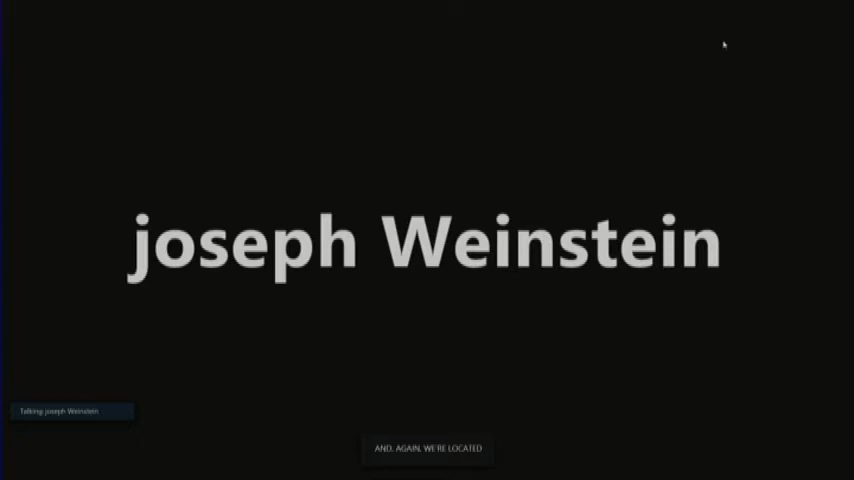 joseph Weinstein
Talking: joseph Weinstein
AND, AGAIN, WE'RE LOCATED